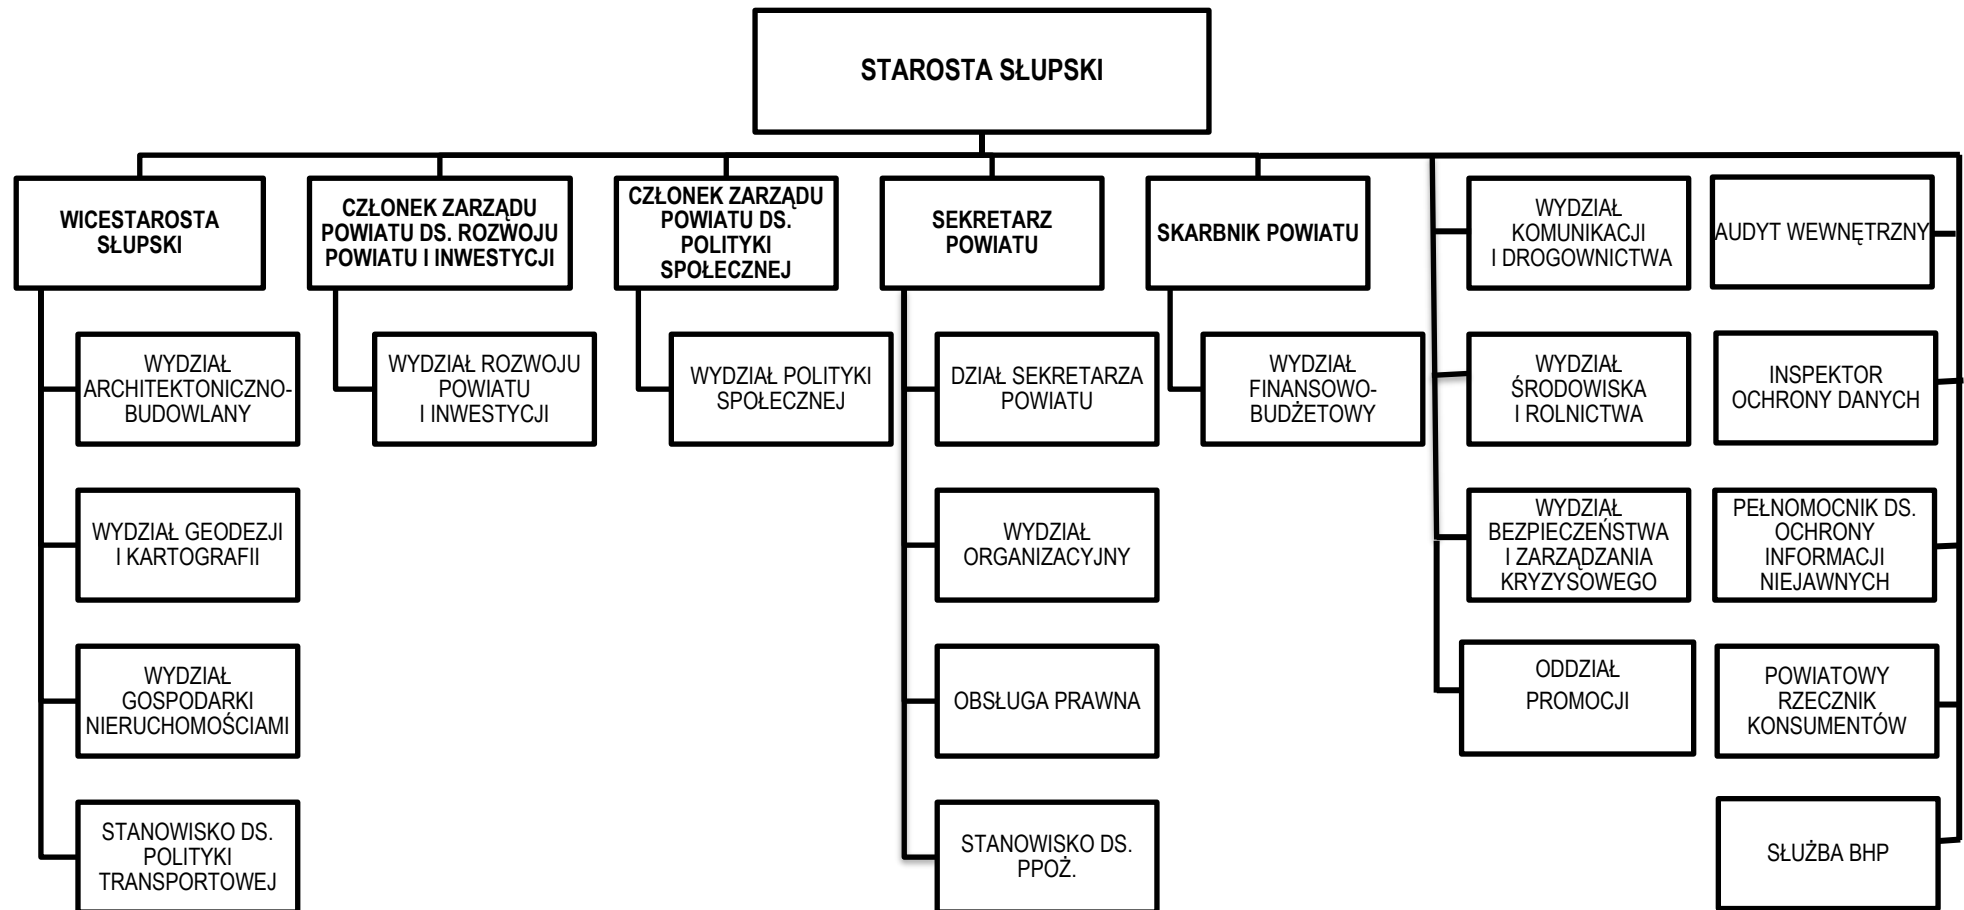 STAROSTA SŁUPSKI
WICESTAROSTA
SŁUPSKI
CZŁONEK ZARZĄDU
POWIATU DS. ROZWOJU
POWIATU I INWESTYCJI
CZŁONEK ZARZĄDU
POWIATU DS.
POLITYKI
SPOŁECZNEJ
SEKRETARZ
POWIATU
SKARBNIK POWIATU
WYDZIAŁ
KOMUNIKACJI
I DROGOWNICTWA
AUDYT WEWNĘTRZNY
WYDZIAŁ
ARCHITEKTONICZNO-
BUDOWLANY
WYDZIAŁ ROZWOJU
POWIATU
I INWESTYCJI
WYDZIAŁ POLITYKI
SPOŁECZNEJ
DZIAŁ SEKRETARZA
POWIATU
WYDZIAŁ
FINANSOWO-
BUDŻETOWY
WYDZIAŁ
ŚRODOWISKA
I ROLNICTWA
INSPEKTOR
OCHRONY DANYCH
WYDZIAŁ GEODEZJI
I KARTOGRAFII
WYDZIAŁ
ORGANIZACYJNY
WYDZIAŁ
BEZPIECZEŃSTWA
I ZARZĄDZANIA
KRYZYSOWEGO
PEŁNOMOCNIK DS.
OCHRONY
INFORMACJI
NIEJAWNYCH
WYDZIAŁ
GOSPODARKI
NIERUCHOMOŚCIAMI
OBSŁUGA PRAWNA
ODDZIAŁ
PROMOCJI
POWIATOWY
RZECZNIK
KONSUMENTÓW
STANOWISKO DS.
POLITYKI
TRANSPORTOWEJ
STANOWISKO DS.
PPOŻ.
SŁUŻBA BHP